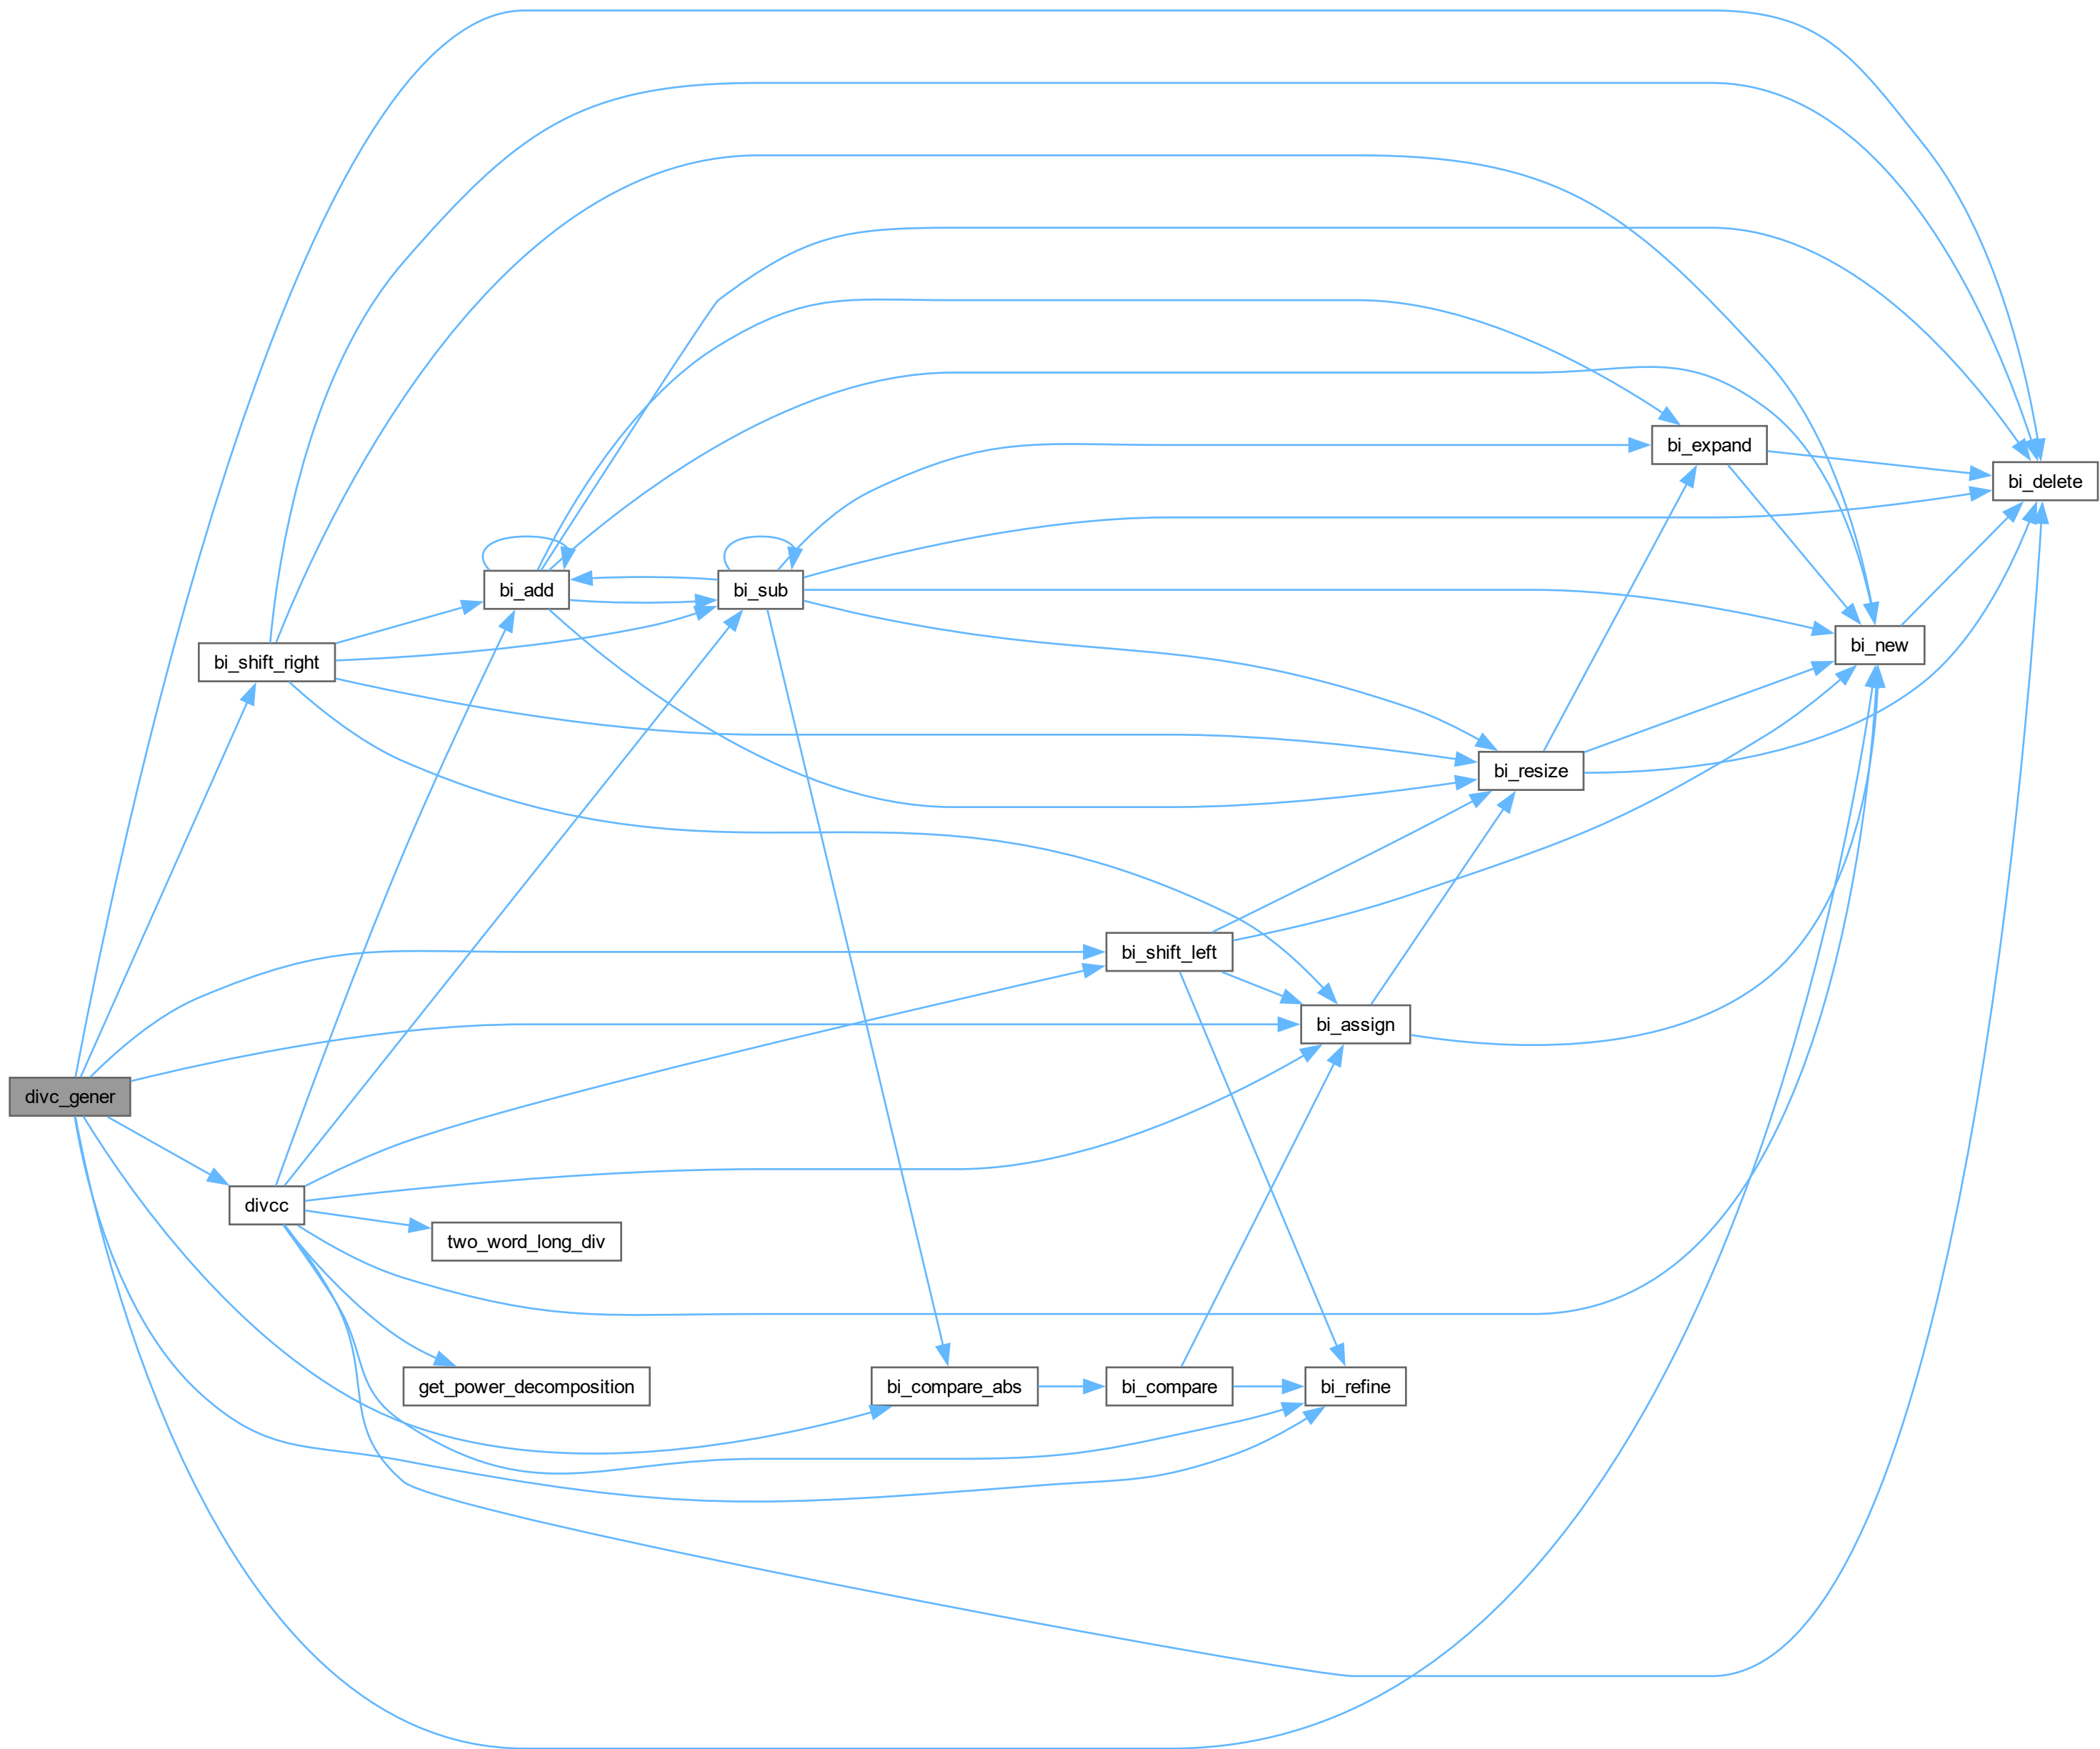 bi_expand
bi_delete
bi_add
bi_sub
bi_new
bi_shift_right
bi_resize
bi_shift_left
bi_assign
divc_gener
divcc
two_word_long_div
get_power_decomposition
bi_compare_abs
bi_compare
bi_refine